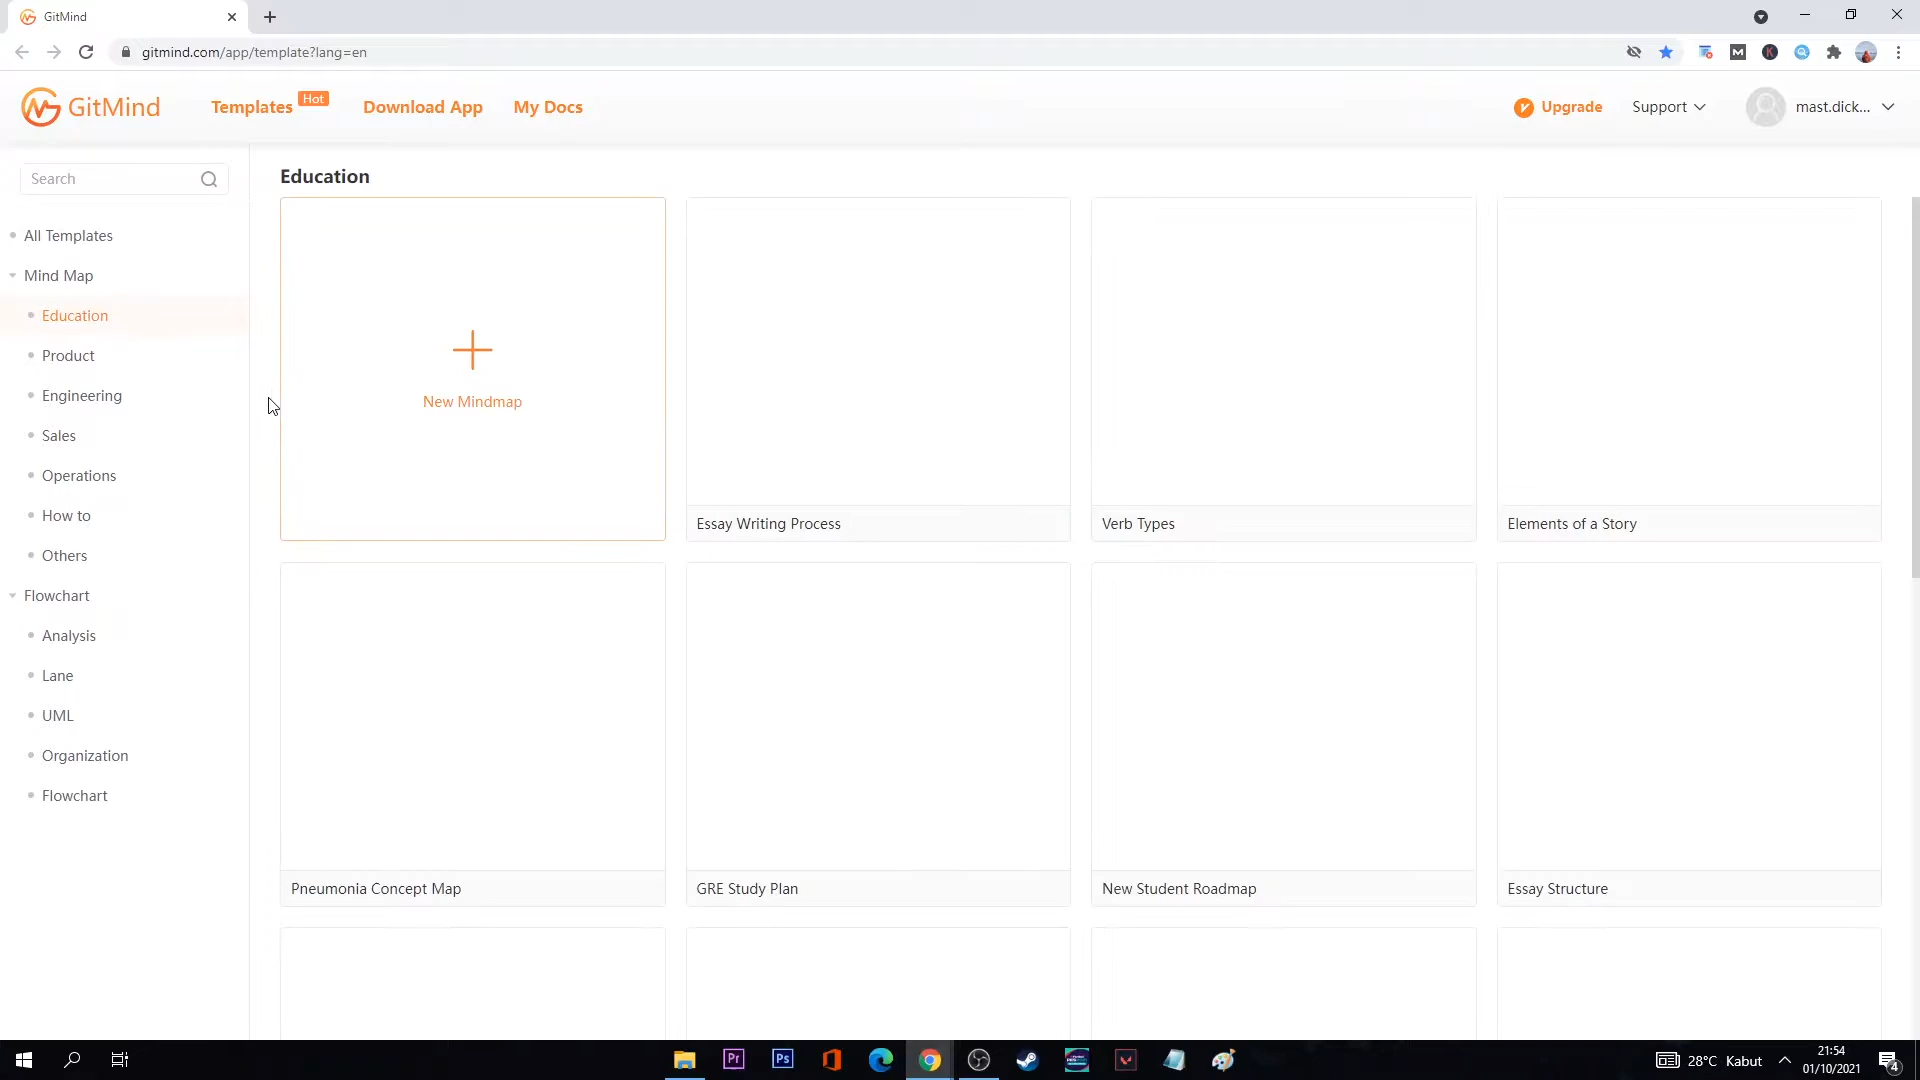 GitMind
gitmind.com/app/template?lang=en
GitMind
Templates Hot
Download App
My Docs
Upgrade
Support
mast.dick...
Search
All Templates
Mind Map
Education
Product
Engineering
Sales
Operations
How to
Others
Flowchart
Analysis
Lane
UML
Organization
Flowchart
Education
New Mindmap
Essay Writing Process
Verb Types
Elements of a Story
Pneumonia Concept Map
GRE Study Plan
New Student Roadmap
Essay Structure
Pr
Ps
28°C Kabut
21:54
01/10/2021
4